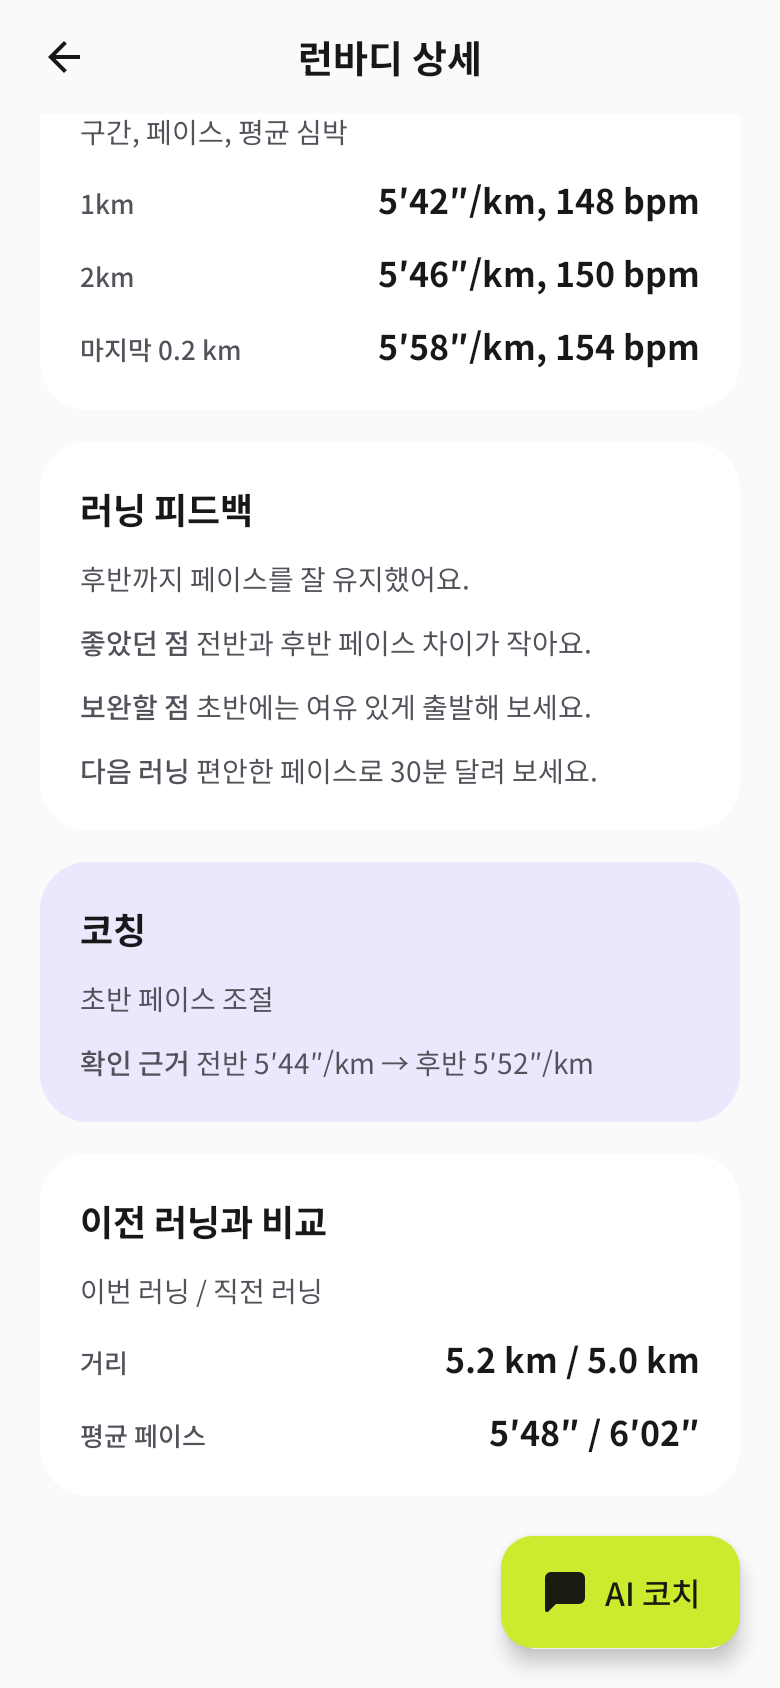 런바디 상세
구간, 페이스, 평균 심박
1km 5′42″/km, 148 bpm
2km 5′46″/km, 150 bpm
마지막 0.2 km 5′58″/km, 154 bpm
러닝 피드백
후반까지 페이스를 잘 유지했어요.
좋았던 점 전반과 후반 페이스 차이가 작아요.
보완할 점 초반에는 여유 있게 출발해 보세요.
다음 러닝 편안한 페이스로 30분 달려 보세요.
코칭
초반 페이스 조절
확인 근거 전반 5′44″/km → 후반 5′52″/km
이전 러닝과 비교
이번 러닝 / 직전 러닝
거리 5.2 km / 5.0 km
평균 페이스 5′48″ / 6′02″
AI 코치